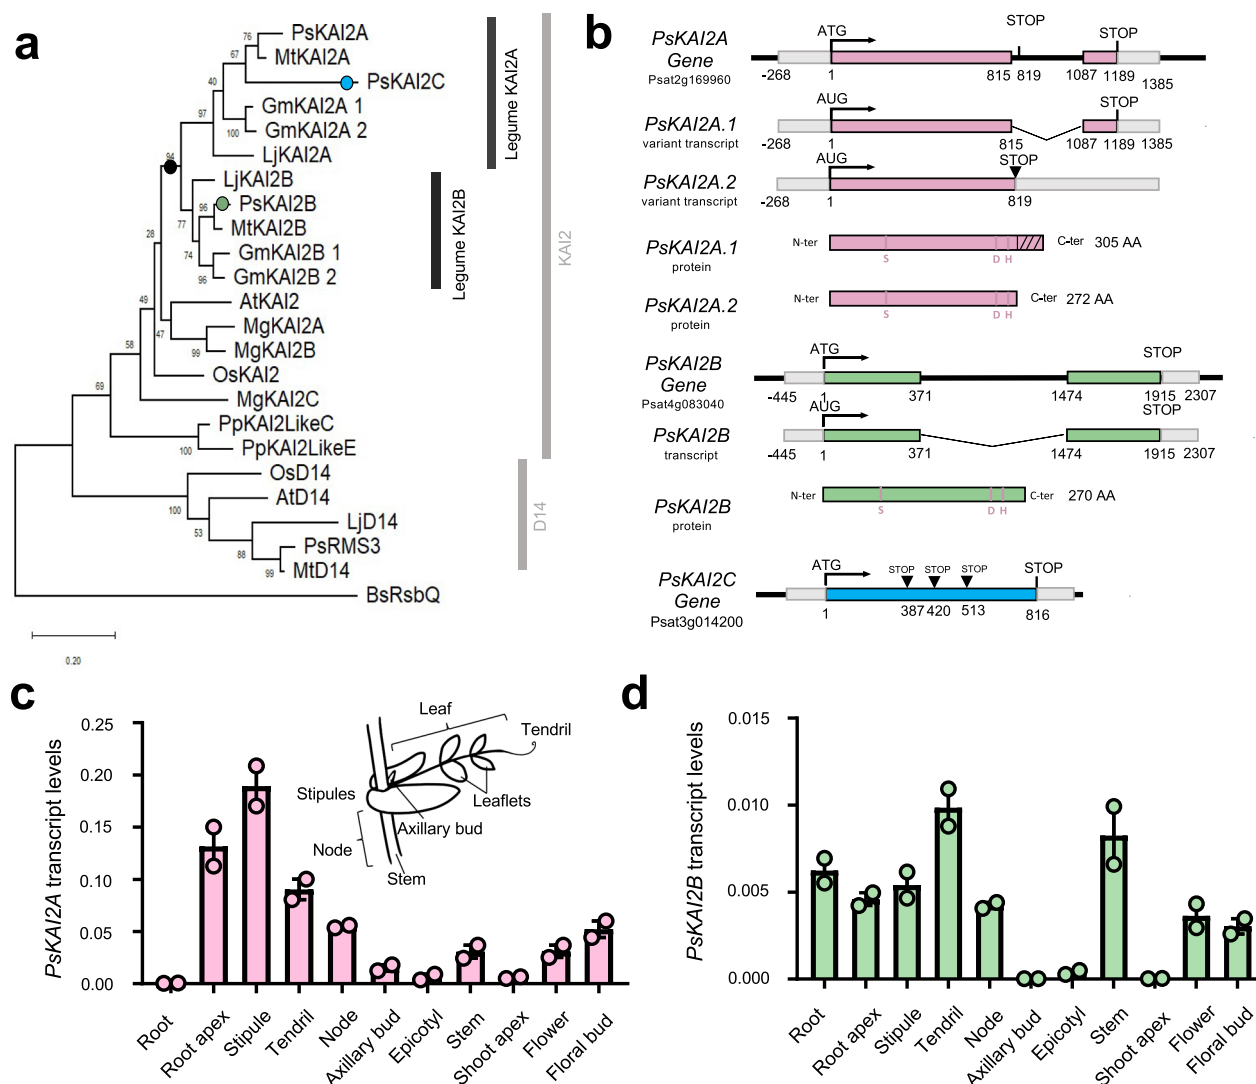 a
76
PsKAI2A
67
MtKAI2A
40
PsKAI2C
97
GmKAI2A 1
100
GmKAI2A 2
LjKAI2A
94
LjKAI2B
96
PsKAI2B
77
MtKAI2B
28
74
GmKAI2B 1
96
GmKAI2B 2
49
AtKAI2
47
MgKAI2A
99
MgKAI2B
58
OsKAI2
69
MgKAI2C
PpKAI2LikeC
100
PpKAI2LikeE
OsD14
100
AtD14
53
LjD14
88
PsRMS3
99
MtD14
BsRsbQ
0.20
Legume KAI2A
Legume KAI2B
KAI2
D14
b
PsKAI2A
Gene
Psat2g169960
ATG
STOP
STOP
-268
1
815
819
1087
1189
1385
PsKAI2A.1
variant transcript
AUG
STOP
-268
1
815
1087
1189
1385
PsKAI2A.2
variant transcript
AUG
STOP
-268
1
819
PsKAI2A.1
protein
N-ter
S
D
H
C-ter
305 AA
PsKAI2A.2
protein
N-ter
S
D
H
C-ter
272 AA
PsKAI2B
Gene
Psat4g083040
ATG
STOP
-445
1
371
1474
1915
2307
PsKAI2B
transcript
AUG
STOP
-445
1
371
1474
1915
2307
PsKAI2B
protein
N-ter
S
D
H
C-ter
270 AA
PsKAI2C
Gene
Psat3g014200
ATG
STOP
STOP
STOP
STOP
1
387
420
513
816
c
PsKAI2A transcript levels
0.25
0.20
0.15
0.10
0.05
0.00
Root
Root apex
Stipule
Tendril
Node
Axillary bud
Epicotyl
Stem
Shoot apex
Flower
Floral bud
Leaf
Tendril
Stipules
Leaflets
Axillary bud
Node
Stem
d
PsKAI2B transcript levels
0.015
0.010
0.005
0.000
Root
Root apex
Stipule
Tendril
Node
Axillary bud
Epicotyl
Stem
Shoot apex
Flower
Floral bud